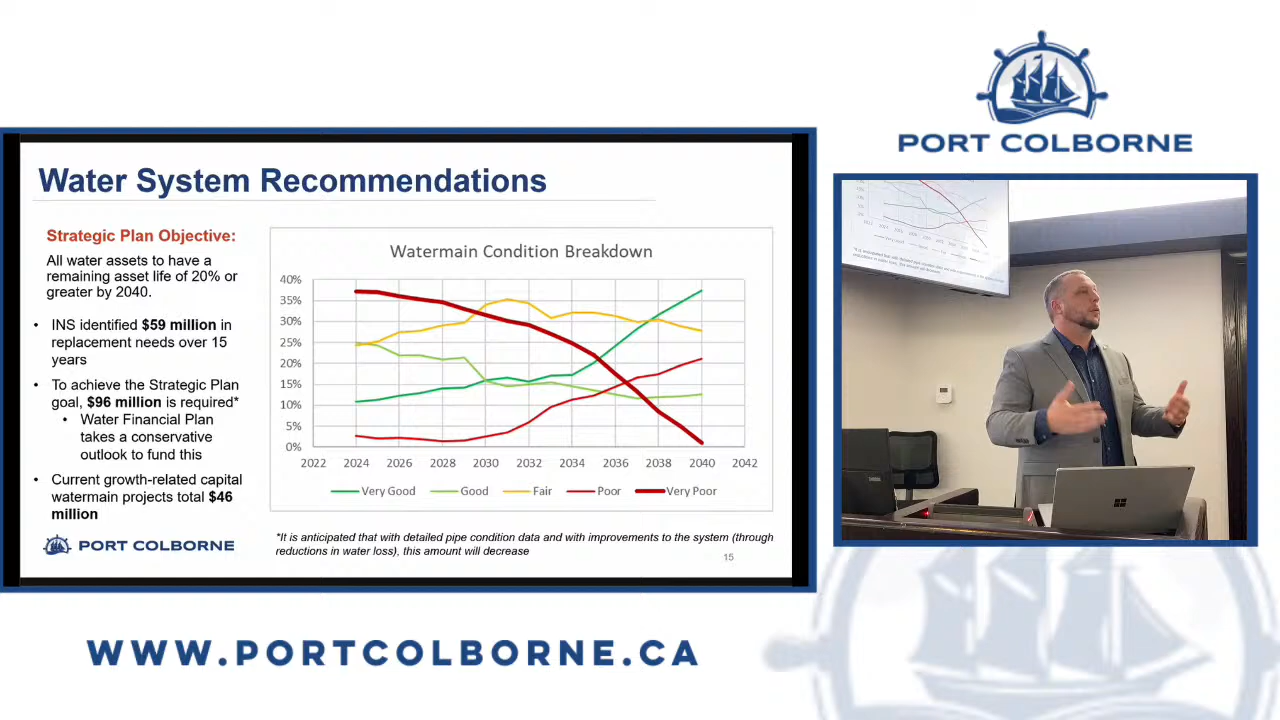 PORT COLBORNE
Water System Recommendations
Strategic Plan Objective:
All water assets to have a
remaining asset life of 20% or
greater by 2040.
• INS identified $59 million in
replacement needs over 15
years
• To achieve the Strategic Plan
goal, $96 million is required*
• Water Financial Plan
takes a conservative
outlook to fund this
• Current growth-related capital
watermain projects total $46
million
PORT COLBORNE
Watermain Condition Breakdown
40%
35%
30%
25%
20%
15%
10%
5%
0%
2022 2024 2026 2028 2030 2032 2034 2036 2038 2040 2042
Very Good Good Fair Poor Very Poor
*It is anticipated that with detailed pipe condition data and with improvements to the system (through
reductions in water loss), this amount will decrease
15
WWW.PORTCOLBORNE.CA